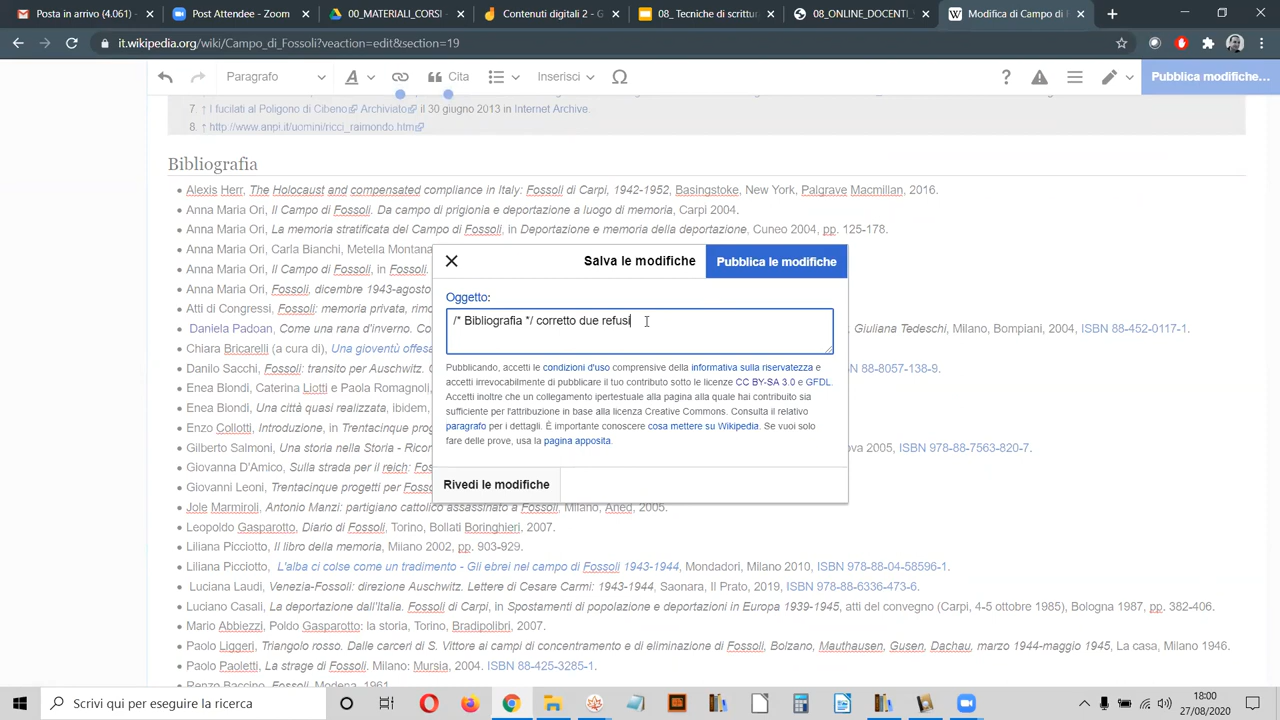 Posta in arrivo (4.061)
Benvenuto - Zoom
00_MATERIALI_CORSI -
Contenuti digitali 2 -
08_ Tecniche di scrittu
08_ONLINE_DOCENTI_
Modifica di Campo di F
it.wikipedia.org/wiki/Campo_di_Fossoli?veaction=edit&section=19
Paragrafo A Cita Inserisci Ω ? Pubblica modifiche...
7. ↑ I fucilati al Poligono di Cibeno Archiviato il 30 giugno 2013 in Internet Archive.
8. ↑ http://www.anpi.it/uomini/ricci_raimondo.htm
Bibliografia
Alexis Herr, The Holocaust and compensated compliance in Italy: Fossoli di Carpi, 1942-1952, Basingstoke, New York, Palgrave Macmillan, 2016.
Anna Maria Ori, Il Campo di Fossoli. Da campo di prigionia e deportazione a luogo di memoria, Carpi 2004.
Anna Maria Ori, La memoria stratificata del Campo di Fossoli, in Deportazione e memoria della deportazione, Cuneo 2004, pp. 125-178.
Anna Maria Ori, Carla Bianchi, Metella Montana
Anna Maria Ori, Il Campo di Fossoli, in Fossoli.
Anna Maria Ori, Fossoli, dicembre 1943-agosto
Atti di Congressi, Fossoli: memoria privata, rimo
Daniela Padoan, Come una rana d'inverno. Co Giuliana Tedeschi, Milano, Bompiani, 2004, ISBN 88-452-0117-1.
Chiara Bricarelli (a cura di), Una gioventù offesa
Danilo Sacchi, Fossoli: transito per Auschwitz. BN 88-8057-138-9.
Enea Biondi, Caterina Liotti e Paola Romagnoli,
Enea Biondi, Una città quasi realizzata, ibidem,
Enzo Collotti, Introduzione, in Trentacinque prog
Gilberto Salmoni, Una storia nella Storia - Ricor ova 2005, ISBN 978-88-7563-820-7.
Giovanna D'Amico, Sulla strada per il reich: Fos
Giovanni Leoni, Trentacinque progetti per Fosso
Jole Marmiroli, Antonio Manzi: partigiano cattolico assassinato a Fossoli, Milano, Aned, 2005.
Leopoldo Gasparotto, Diario di Fossoli, Torino, Bollati Boringhieri, 2007.
Liliana Picciotto, Il libro della memoria, Milano 2002, pp. 903-929.
Liliana Picciotto, L'alba ci colse come un tradimento - Gli ebrei nel campo di Fossoli 1943-1944, Mondadori, Milano 2010, ISBN 978-88-04-58596-1.
Luciana Laudi, Venezia-Fossoli: direzione Auschwitz. Lettere di Cesare Carmi: 1943-1944, Saonara, Il Prato, 2019, ISBN 978-88-6336-473-6.
Luciano Casali, La deportazione dall'Italia. Fossoli di Carpi, in Spostamenti di popolazione e deportazioni in Europa 1939-1945, atti del convegno (Carpi, 4-5 ottobre 1985), Bologna 1987, pp. 382-406.
Mario Abbiezzi, Poldo Gasparotto: la storia, Torino, Bradipolibri, 2007.
Paolo Liggeri, Triangolo rosso. Dalle carceri di S. Vittore ai campi di concentramento e di eliminazione di Fossoli, Bolzano, Mauthausen, Gusen, Dachau, marzo 1944-maggio 1945, La casa, Milano 1946.
Paolo Paoletti, La strage di Fossoli. Milano: Mursia, 2004. ISBN 88-425-3285-1.
Renzo Baccino, Fossoli, Modena, 1961
Salva le modifiche
Pubblica le modifiche
Oggetto:
/* Bibliografia */ corretto due refusi
Pubblicando, accetti le condizioni d'uso comprensive della informativa sulla riservatezza e
accetti irrevocabilmente di pubblicare il tuo contributo sotto le licenze CC BY-SA 3.0 e GFDL.
Accetti inoltre che un collegamento ipertestuale alla pagina alla quale hai contribuito sia
sufficiente per l'attribuzione in base alla licenza Creative Commons. Consulta il relativo
paragrafo per i dettagli. È importante conoscere cosa mettere su Wikipedia. Se vuoi solo
fare delle prove, usa la pagina apposita.
Rivedi le modifiche
Scrivi qui per eseguire la ricerca
18:00
27/08/2020